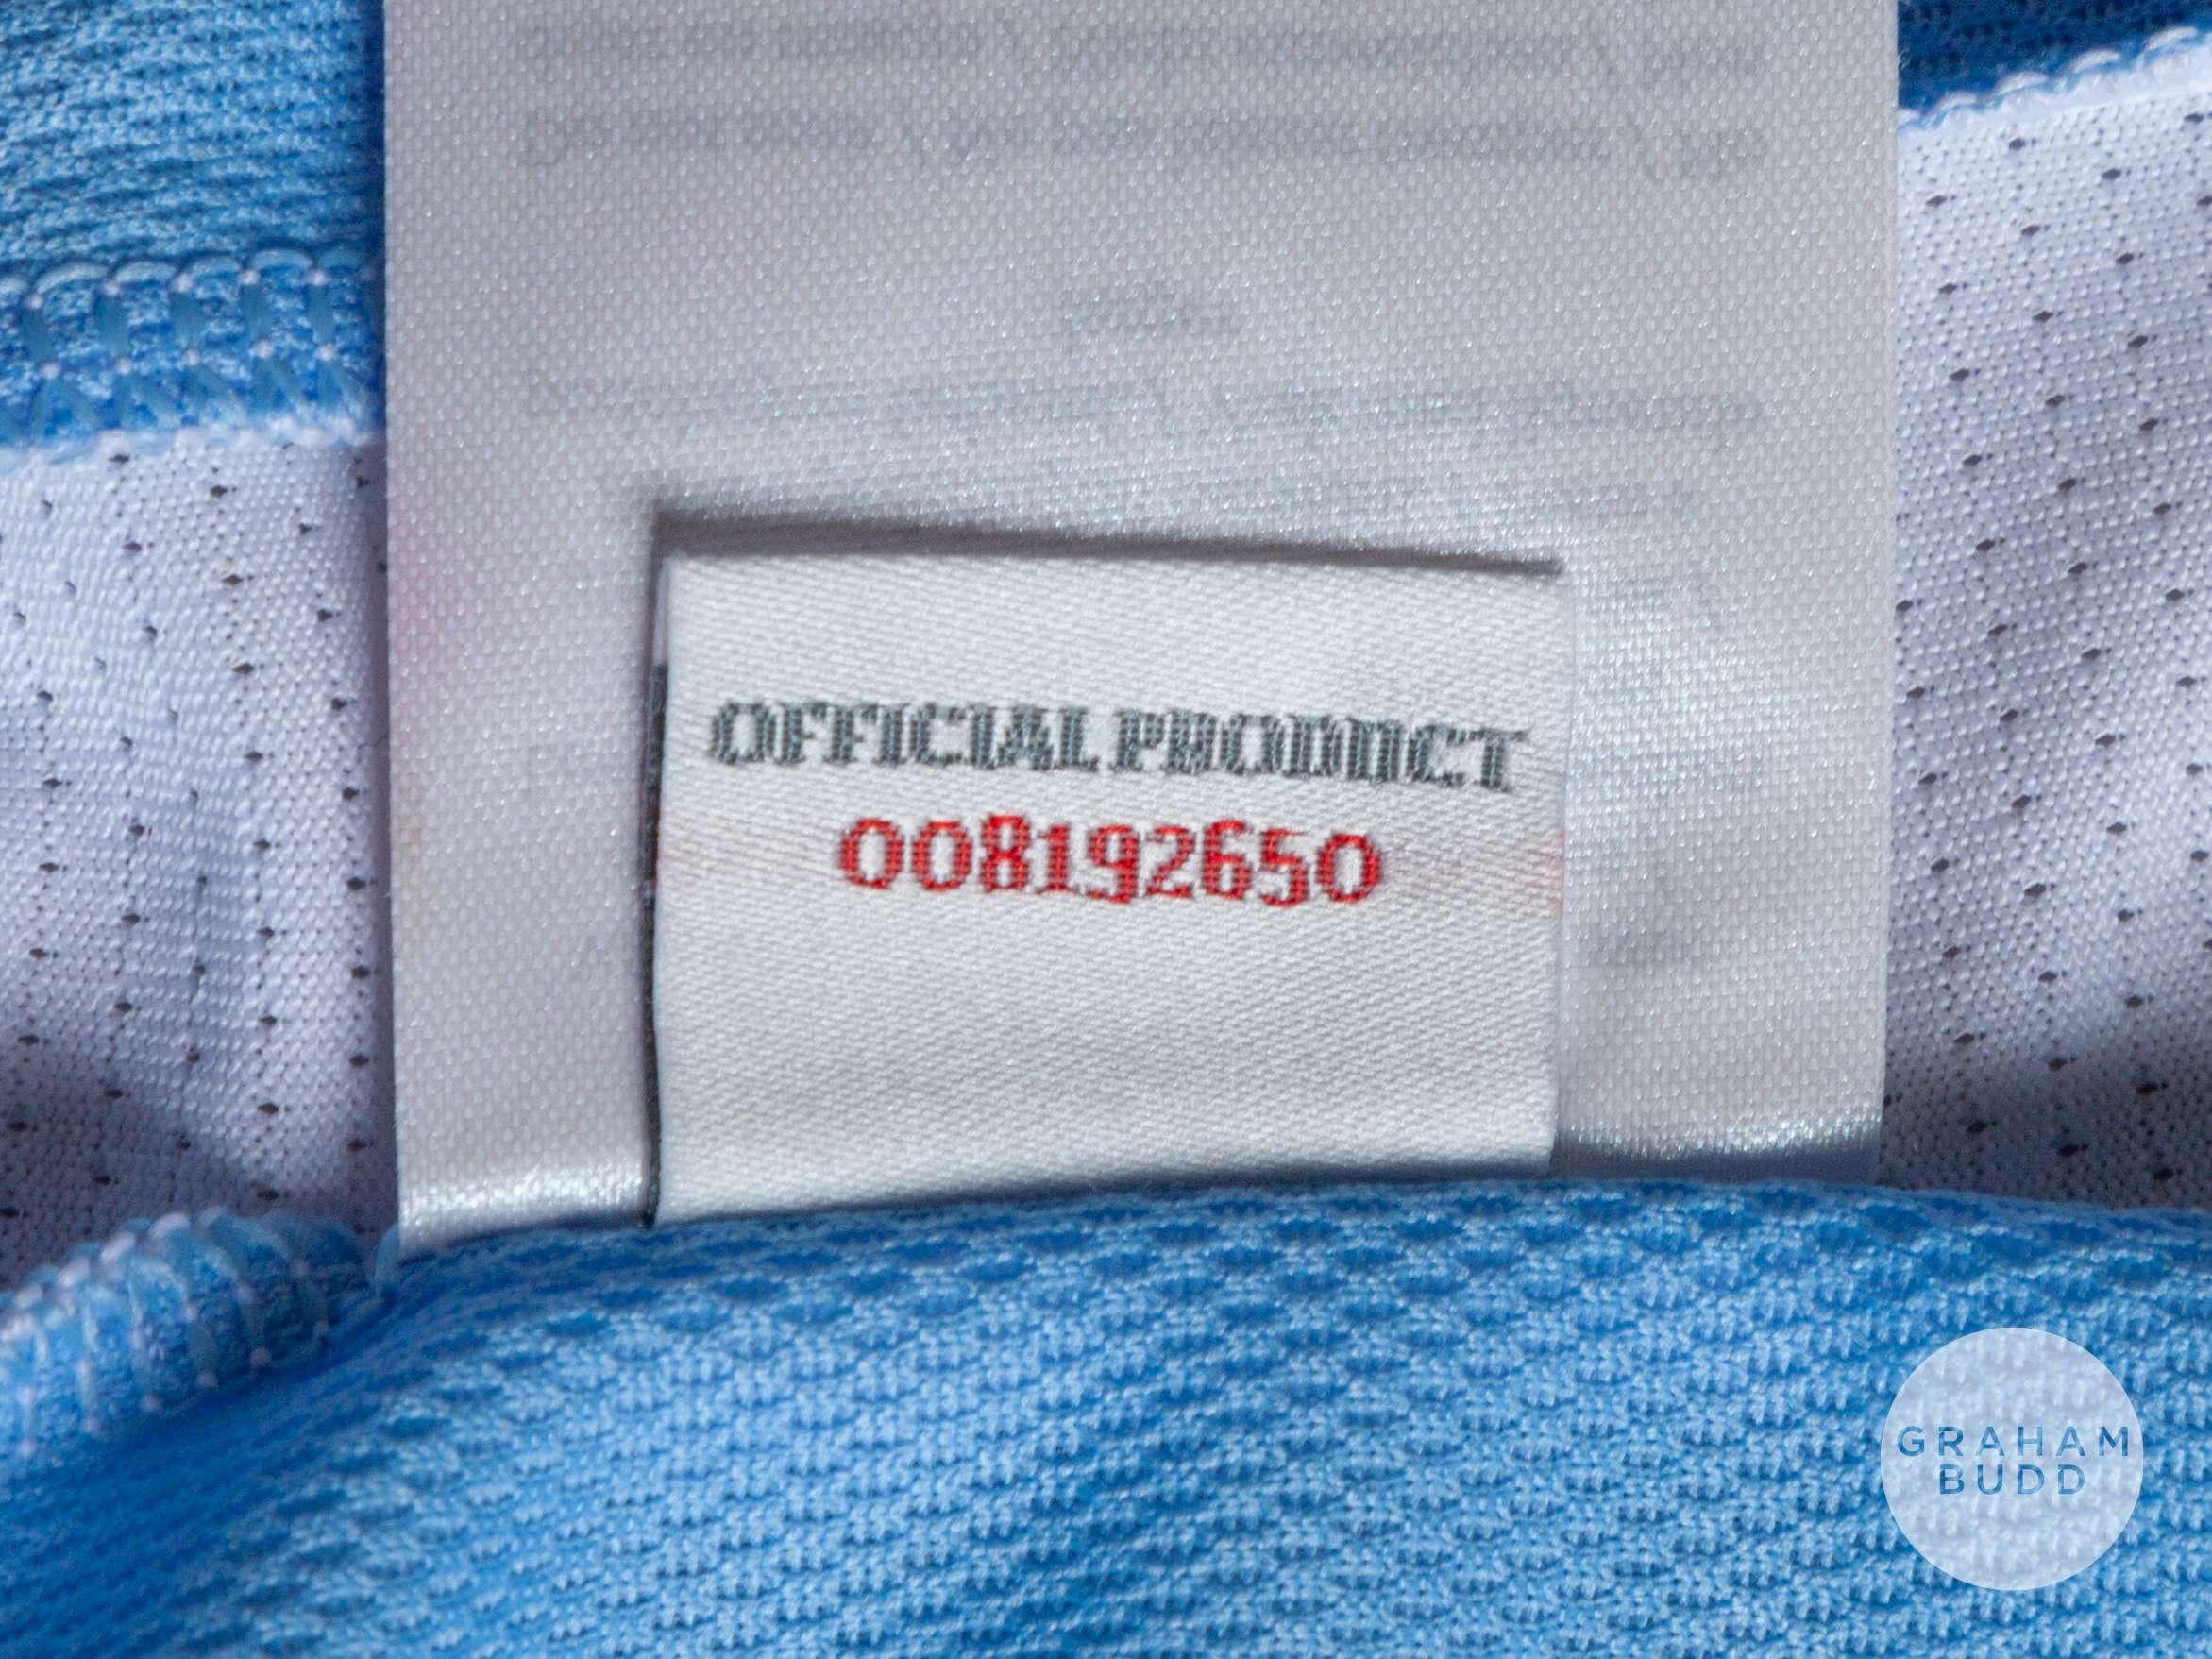 OFFICIAL PRODUCT
008192650
GRAHAM
BUDD